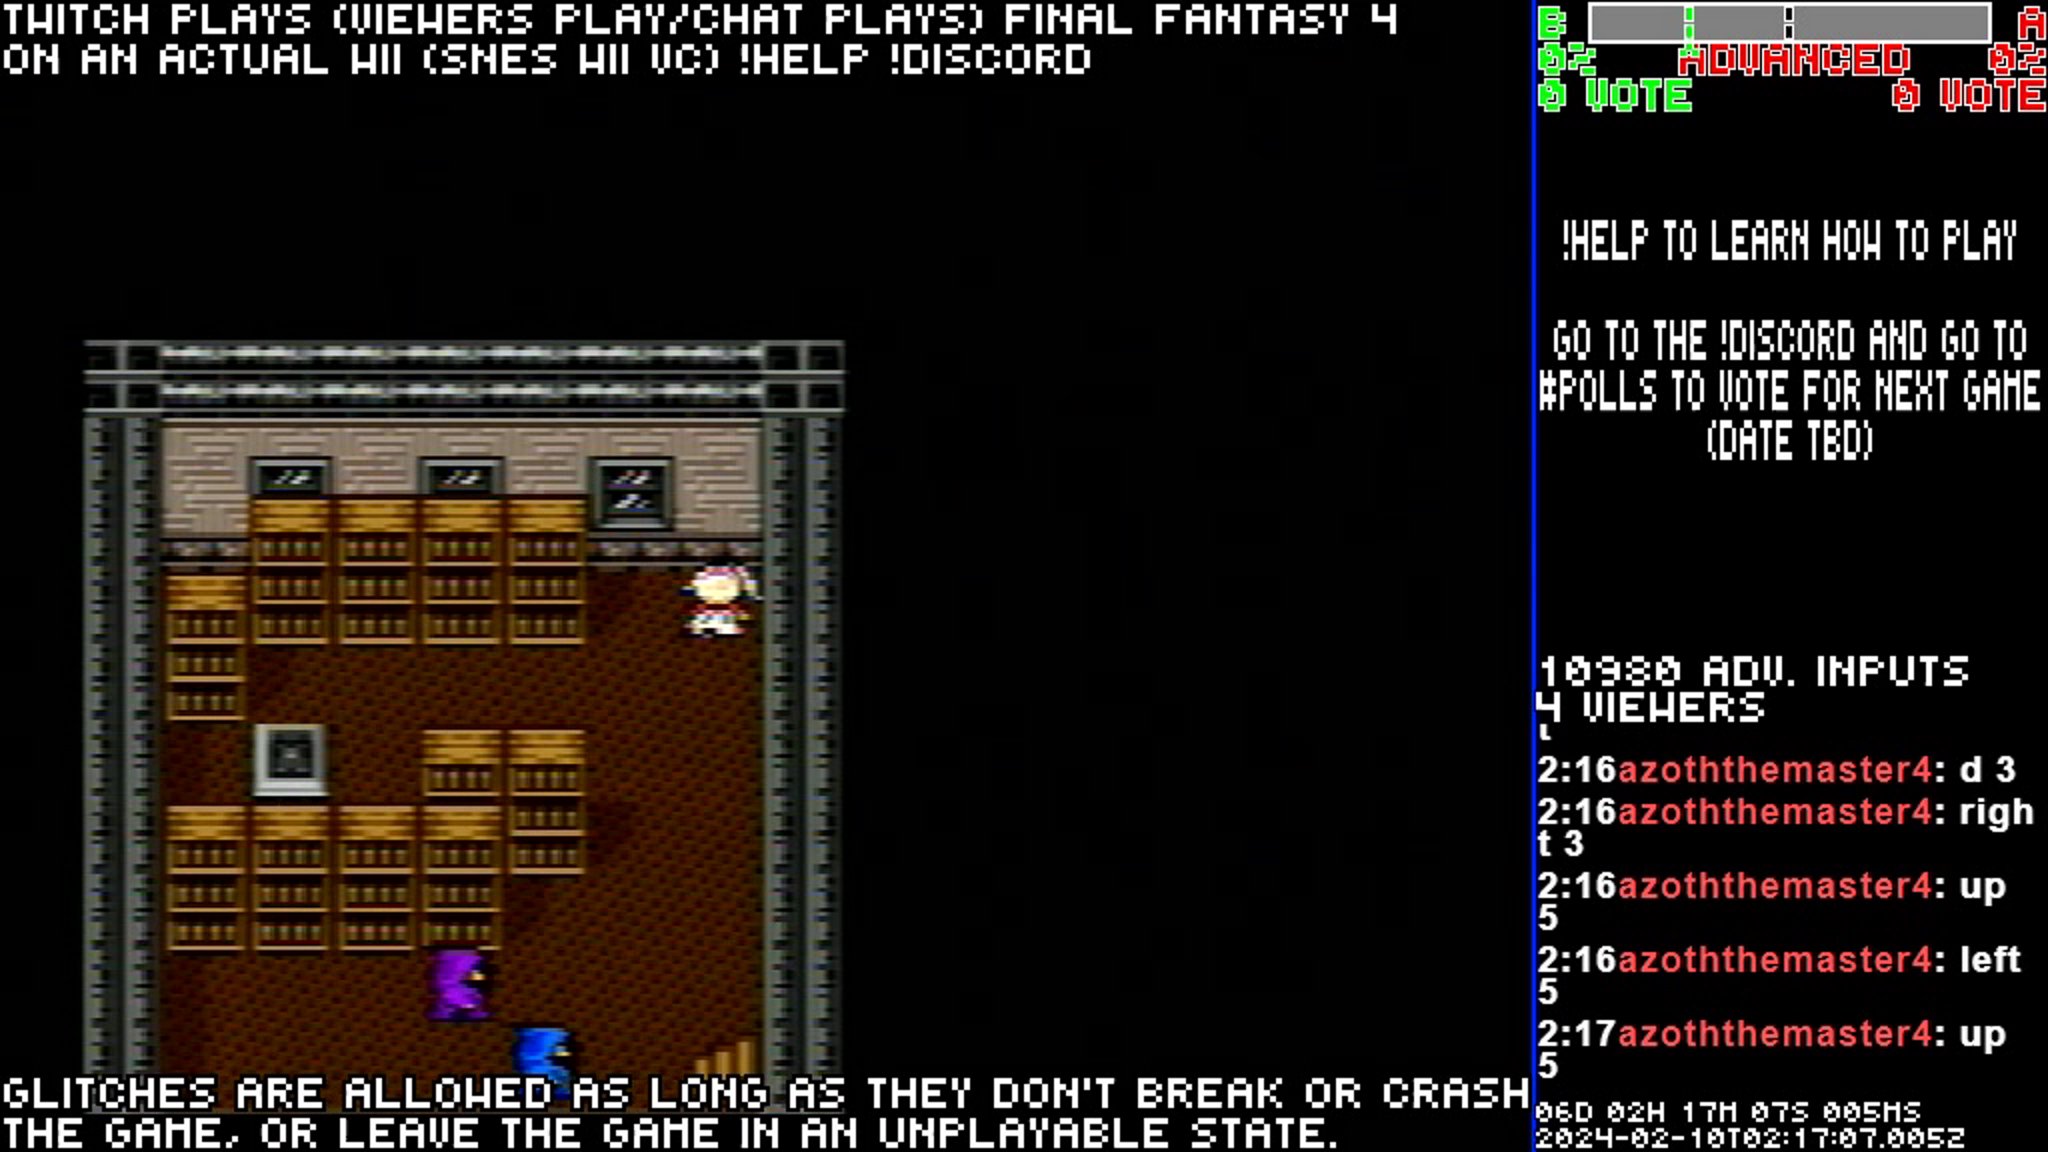 TWITCH PLAYS (VIEWERS PLAY/CHAT PLAYS) FINAL FANTASY 4
ON AN ACTUAL WII (SNES WII VC) !HELP !DISCORD
B A
0% ADVANCED 0%
0 VOTE 0 VOTE
!HELP TO LEARN HOW TO PLAY
GO TO THE !DISCORD AND GO TO
#POLLS TO VOTE FOR NEXT GAME
(DATE TBD)
10980 ADV. INPUTS
4 VIEWERS
2:16azoththemaster4: d 3
2:16azoththemaster4: righ
t 3
2:16azoththemaster4: up
5
2:16azoththemaster4: left
5
2:17azoththemaster4: up
5
GLITCHES ARE ALLOWED AS LONG AS THEY DON'T BREAK OR CRASH
THE GAME, OR LEAVE THE GAME IN AN UNPLAYABLE STATE.
06D 02H 17M 07S 005MS
2024-02-10T02:17:07.005Z